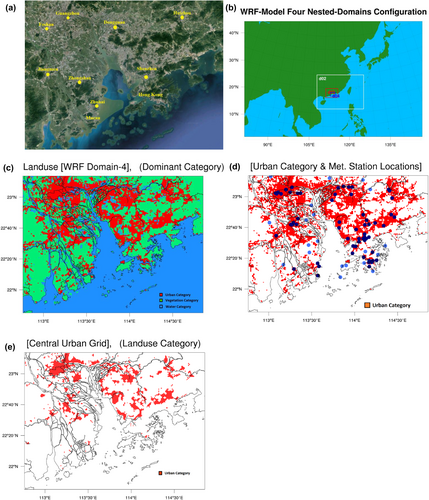 (a)
Guangzhou
Huizhou
Foshan
Dongguan
Jiangmen
Zhongshan
Shenzhen
Hong Kong
Zhuhai
Macau
(b)
WRF-Model Four Nested-Domains Configuration
40°N
30°N
20°N
10°N
d02
90°E
105°E
120°E
135°E
(c)
Landuse [WRF Domain-4], (Dominant Category)
23°N
22°40'N
22°20'N
22°N
Urban Category
Vegetation Category
Water Category
113°E
113°30'E
114°E
114°30'E
(d)
[Urban Category & Met. Station Locations]
23°N
22°40'N
22°20'N
22°N
Urban Category
113°E
113°30'E
114°E
114°30'E
(e)
[Central Urban Grid], (Landuse Category)
23°N
22°40'N
22°20'N
22°N
Urban Category
113°E
113°30'E
114°E
114°30'E